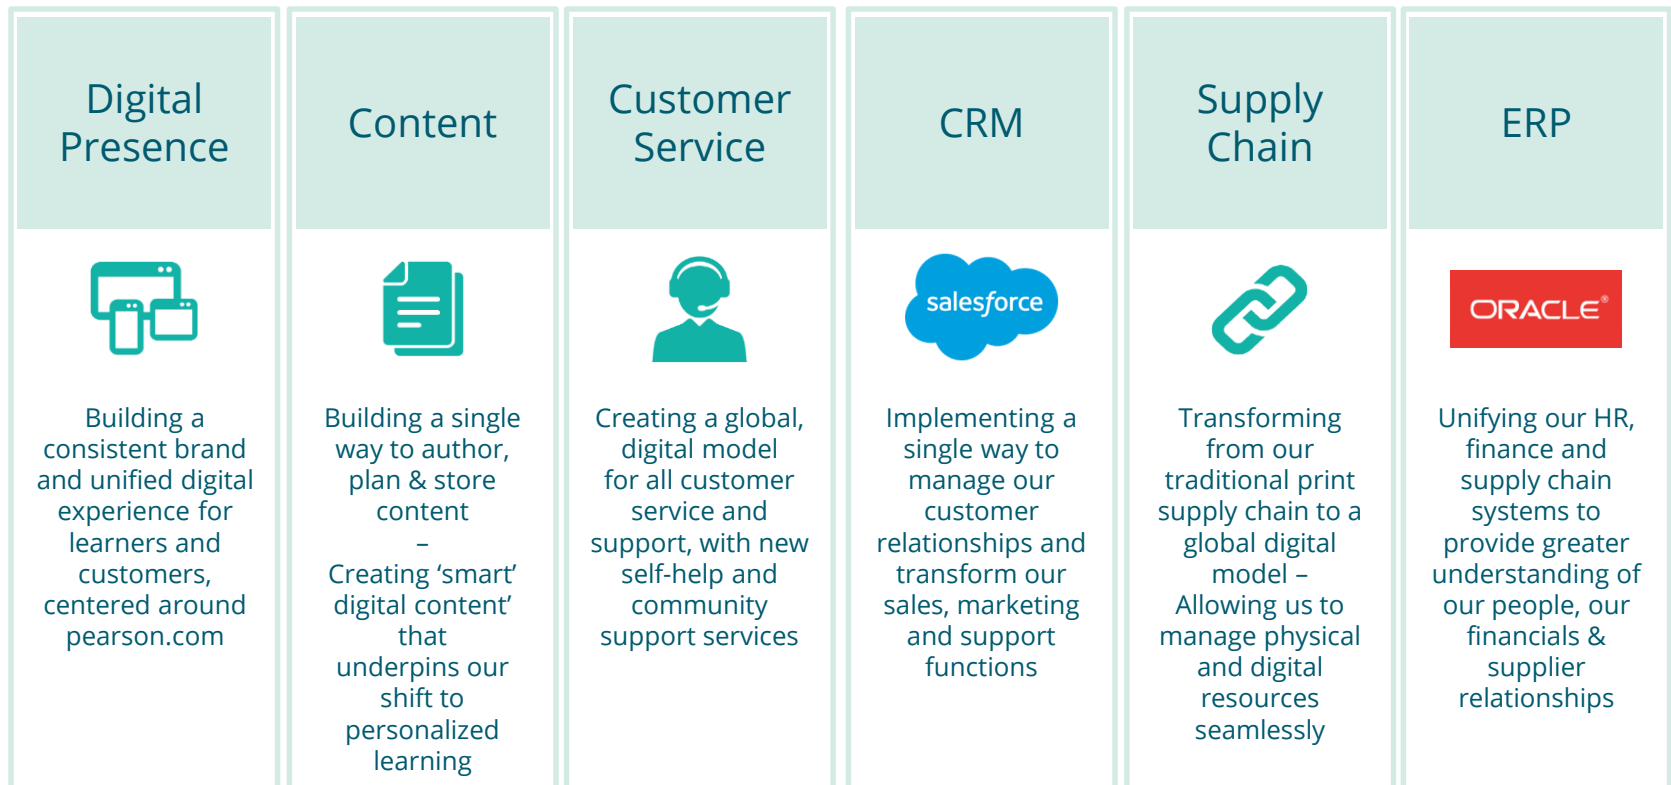 Digital
Presence
Building a
consistent brand
and unified digital
experience for
learners and
customers,
centered around
pearson.com
Content
Building a single
way to author,
plan & store
content
–
Creating ‘smart’
digital content’
that
underpins our
shift to
personalized
learning
Customer
Service
Creating a global,
digital model
for all customer
service and
support, with new
self-help and
community
support services
CRM
salesforce
Implementing a
single way to
manage our
customer
relationships and
transform our
sales, marketing
and support
functions
Supply
Chain
Transforming
from our
traditional print
supply chain to a
global digital
model –
Allowing us to
manage physical
and digital
resources
seamlessly
ERP
ORACLE®
Unifying our HR,
finance and
supply chain
systems to
provide greater
understanding of
our people, our
financials &
supplier
relationships